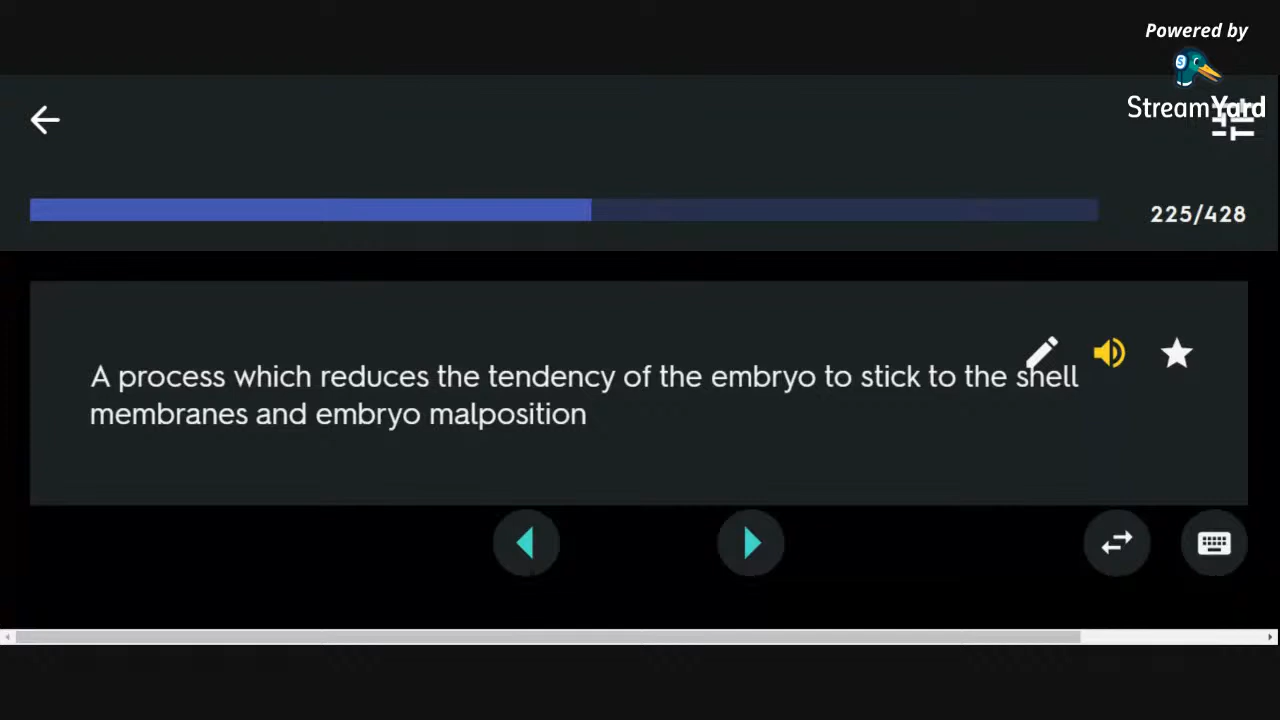 Powered by
StreamYard
225/428
A process which reduces the tendency of the embryo to stick to the shell
membranes and embryo malposition